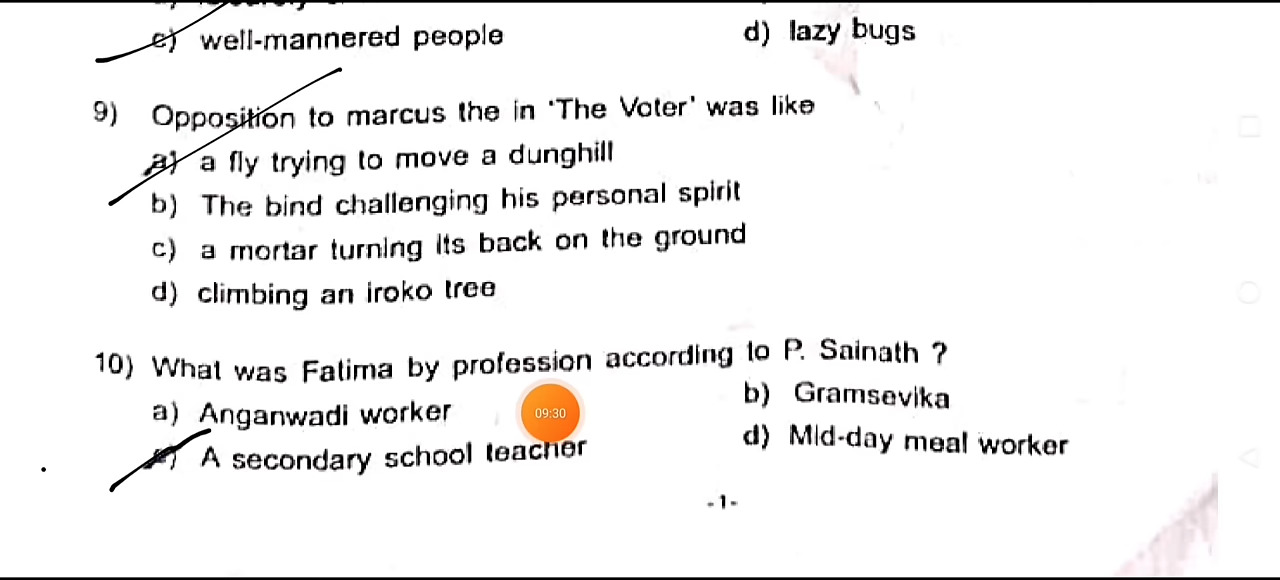 c) well-mannered people d) lazy bugs
9) Opposition to marcus the in 'The Voter' was like
a) a fly trying to move a dunghill
b) The bind challenging his personal spirit
c) a mortar turning its back on the ground
d) climbing an iroko tree
10) What was Fatima by profession according to P. Sainath ?
a) Anganwadi worker b) Gramsevika
09:30
A secondary school teacher d) Mid-day meal worker
-1-